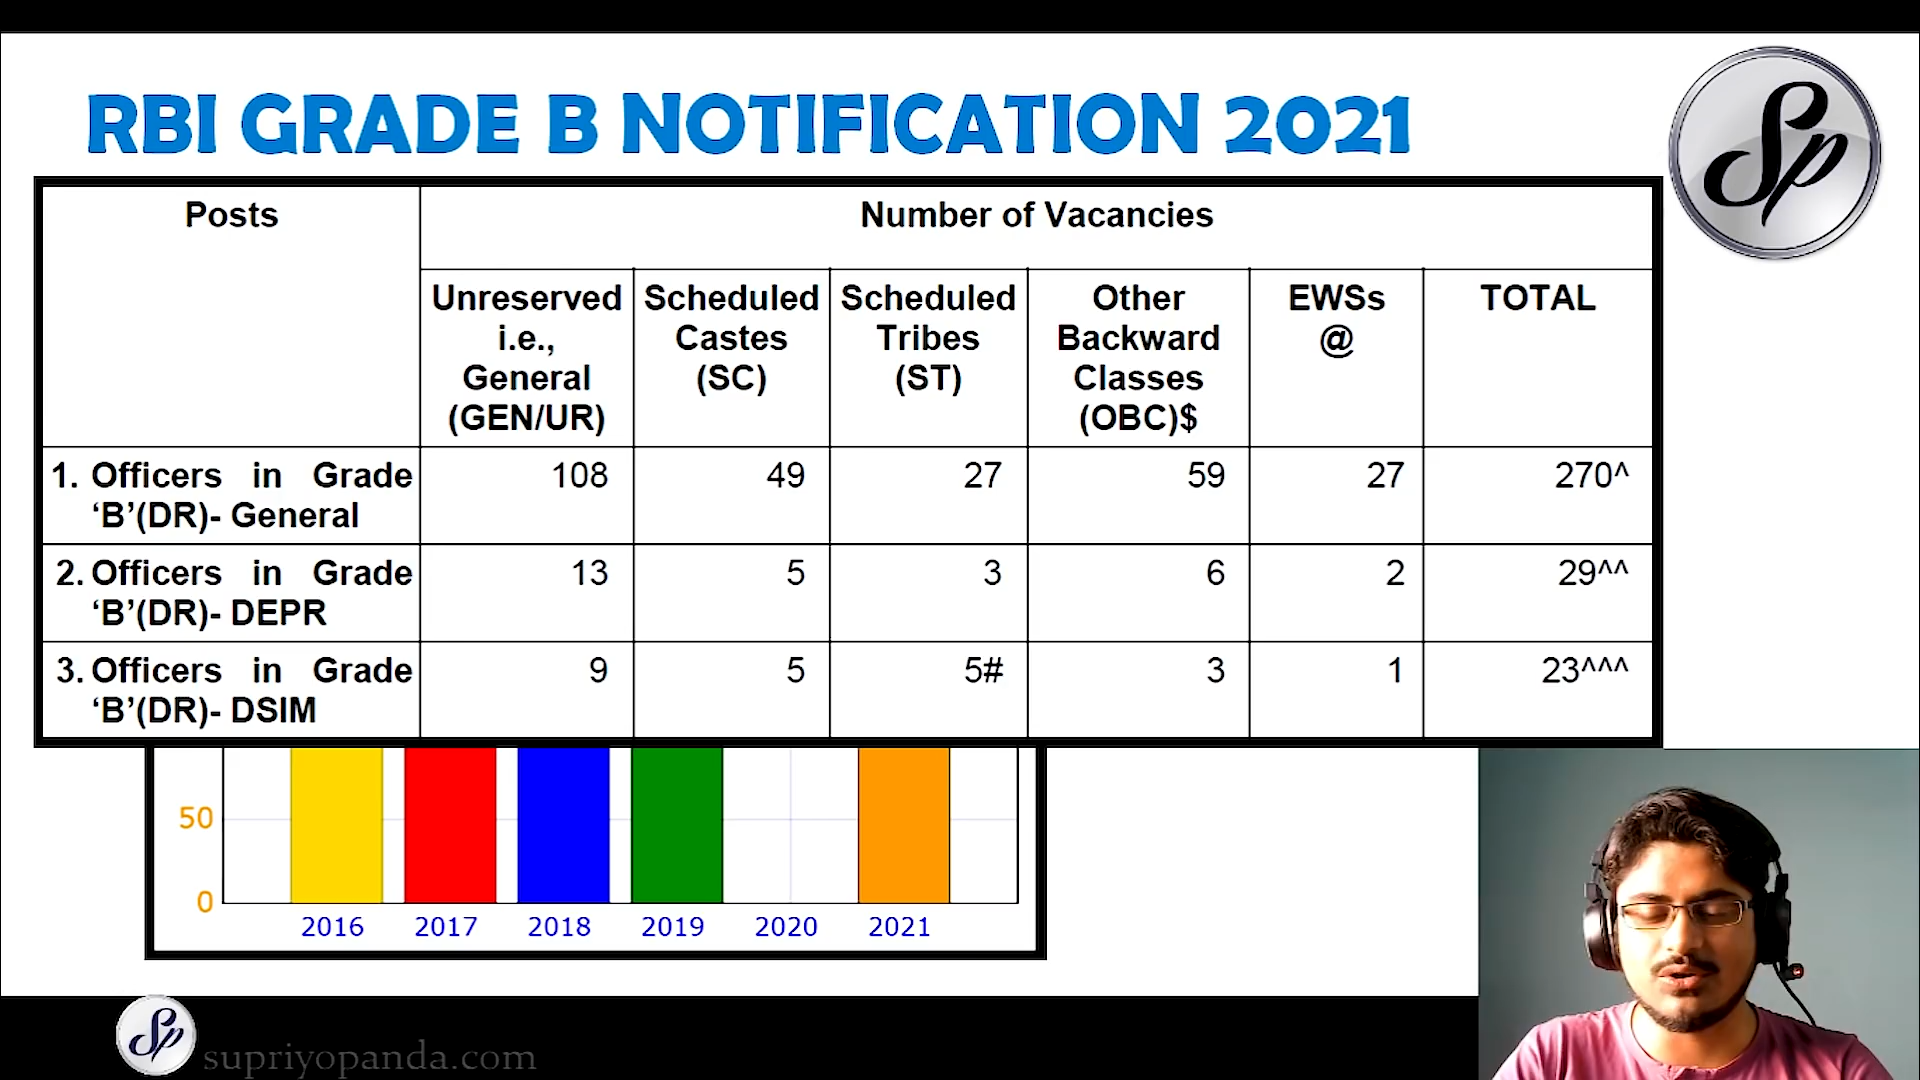 RBI GRADE B NOTIFICATION 2021
Sp
Posts
Number of Vacancies
Unreserved
i.e.,
General
(GEN/UR)
Scheduled
Castes
(SC)
Scheduled
Tribes
(ST)
Other
Backward
Classes
(OBC)$
EWSs
@
TOTAL
1. Officers in Grade
‘B’(DR)- General
108
49
27
59
27
270^
2. Officers in Grade
‘B’(DR)- DEPR
13
5
3
6
2
29^^
3. Officers in Grade
‘B’(DR)- DSIM
9
5
5#
3
1
23^^^
50
0
2016 2017 2018 2019 2020 2021
Sp
supriyopanda.com